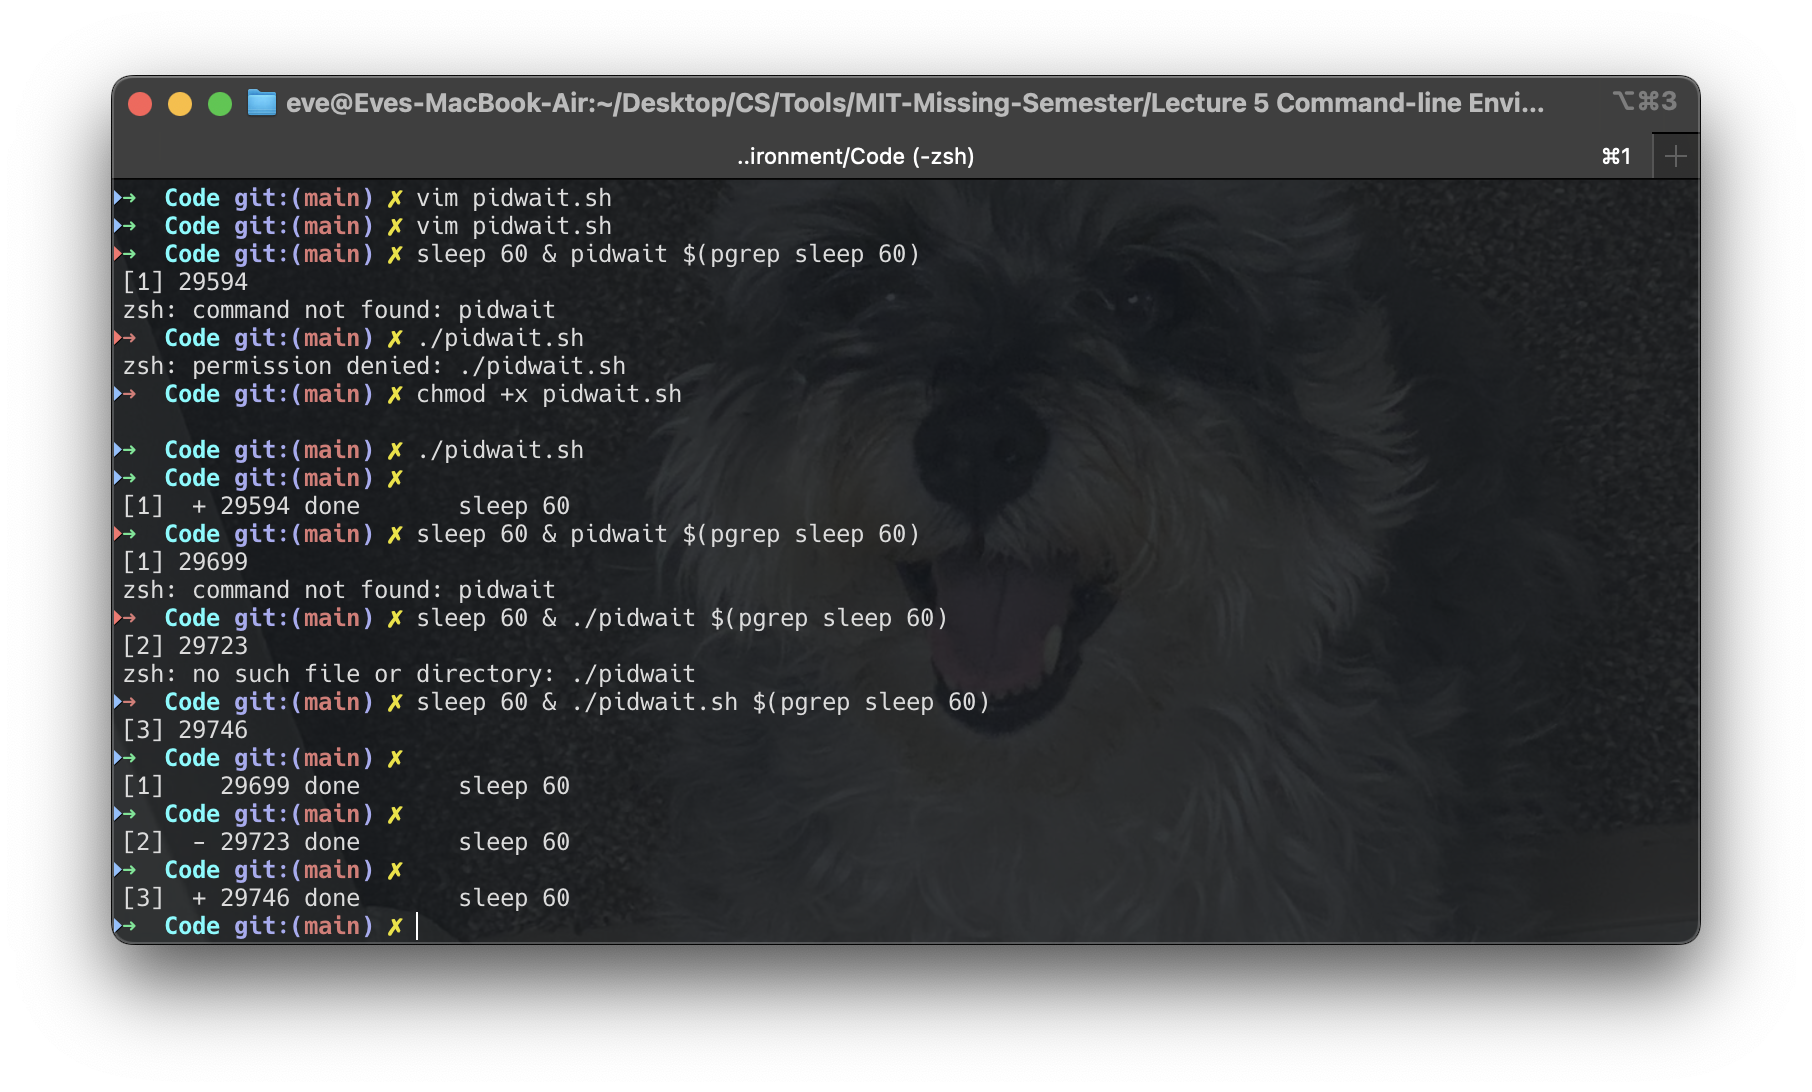 eve@Eves-MacBook-Air:~/Desktop/CS/Tools/MIT-Missing-Semester/Lecture 5 Command-line Envi... ⌥⌘3
..ironment/Code (-zsh) ⌘1 +
→ Code git:(main) ✗ vim pidwait.sh
→ Code git:(main) ✗ vim pidwait.sh
→ Code git:(main) ✗ sleep 60 & pidwait $(pgrep sleep 60)
[1] 29594
zsh: command not found: pidwait
→ Code git:(main) ✗ ./pidwait.sh
zsh: permission denied: ./pidwait.sh
→ Code git:(main) ✗ chmod +x pidwait.sh
→ Code git:(main) ✗ ./pidwait.sh
→ Code git:(main) ✗
[1] + 29594 done sleep 60
→ Code git:(main) ✗ sleep 60 & pidwait $(pgrep sleep 60)
[1] 29699
zsh: command not found: pidwait
→ Code git:(main) ✗ sleep 60 & ./pidwait $(pgrep sleep 60)
[2] 29723
zsh: no such file or directory: ./pidwait
→ Code git:(main) ✗ sleep 60 & ./pidwait.sh $(pgrep sleep 60)
[3] 29746
→ Code git:(main) ✗
[1] 29699 done sleep 60
→ Code git:(main) ✗
[2] - 29723 done sleep 60
→ Code git:(main) ✗
[3] + 29746 done sleep 60
→ Code git:(main) ✗